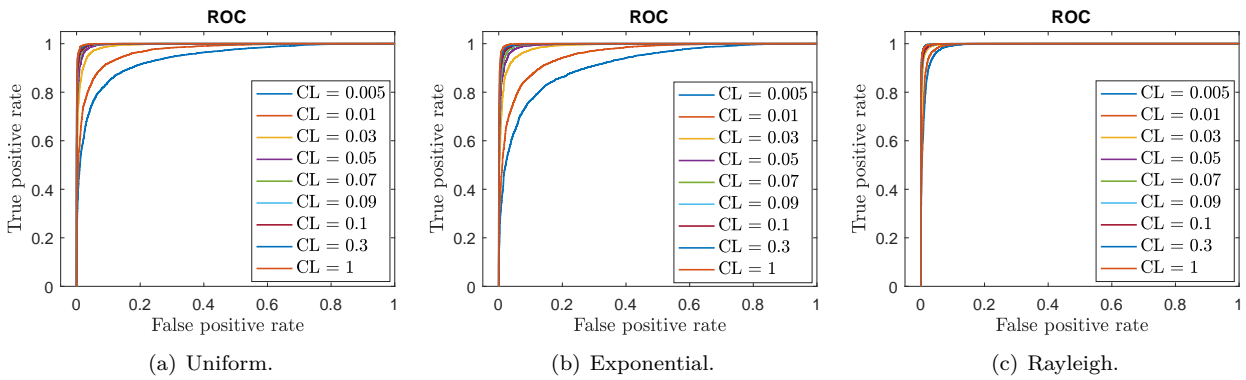 ROC
True positive rate
1
0.8
0.6
0.4
0.2
0
0 0.2 0.4 0.6 0.8 1
False positive rate
CL = 0.005
CL = 0.01
CL = 0.03
CL = 0.05
CL = 0.07
CL = 0.09
CL = 0.1
CL = 0.3
CL = 1
(a) Uniform.
ROC
True positive rate
1
0.8
0.6
0.4
0.2
0
0 0.2 0.4 0.6 0.8 1
False positive rate
CL = 0.005
CL = 0.01
CL = 0.03
CL = 0.05
CL = 0.07
CL = 0.09
CL = 0.1
CL = 0.3
CL = 1
(b) Exponential.
ROC
True positive rate
1
0.8
0.6
0.4
0.2
0
0 0.2 0.4 0.6 0.8 1
False positive rate
CL = 0.005
CL = 0.01
CL = 0.03
CL = 0.05
CL = 0.07
CL = 0.09
CL = 0.1
CL = 0.3
CL = 1
(c) Rayleigh.